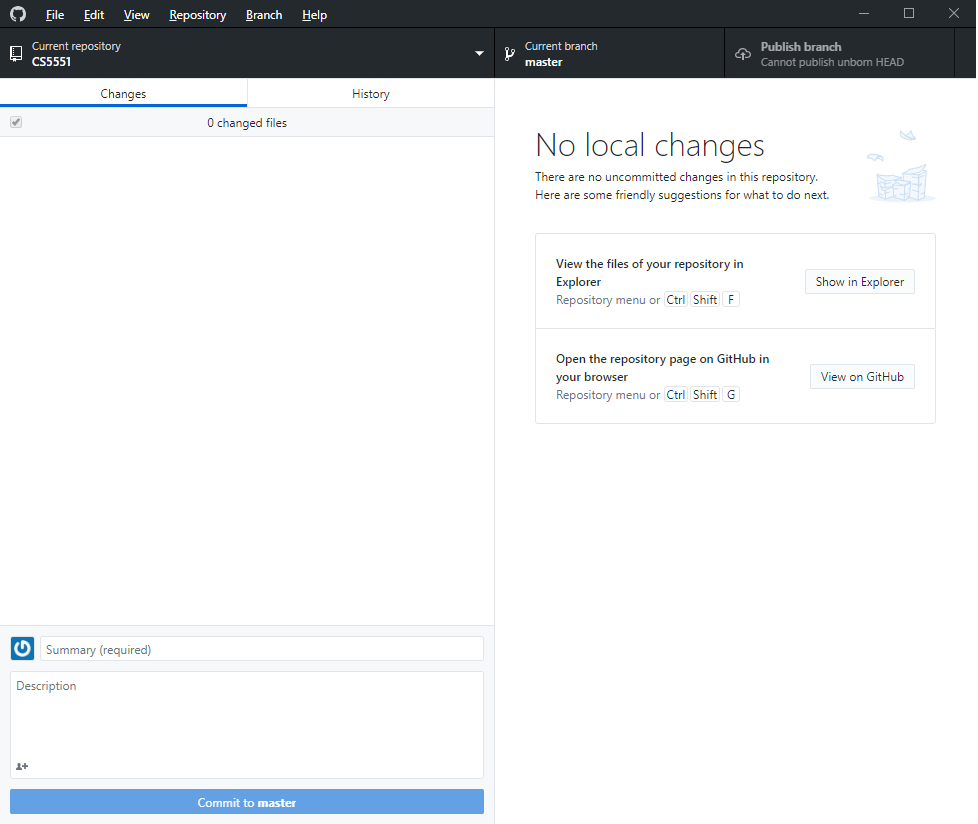 File Edit View Repository Branch Help
Current repository
CS5551
Current branch
master
Publish branch
Cannot publish unborn HEAD
Changes
History
0 changed files
No local changes
There are no uncommitted changes in this repository.
Here are some friendly suggestions for what to do next.
View the files of your repository in
Explorer
Repository menu or Ctrl Shift F
Show in Explorer
Open the repository page on GitHub in
your browser
Repository menu or Ctrl Shift G
View on GitHub
Summary (required)
Description
Commit to master